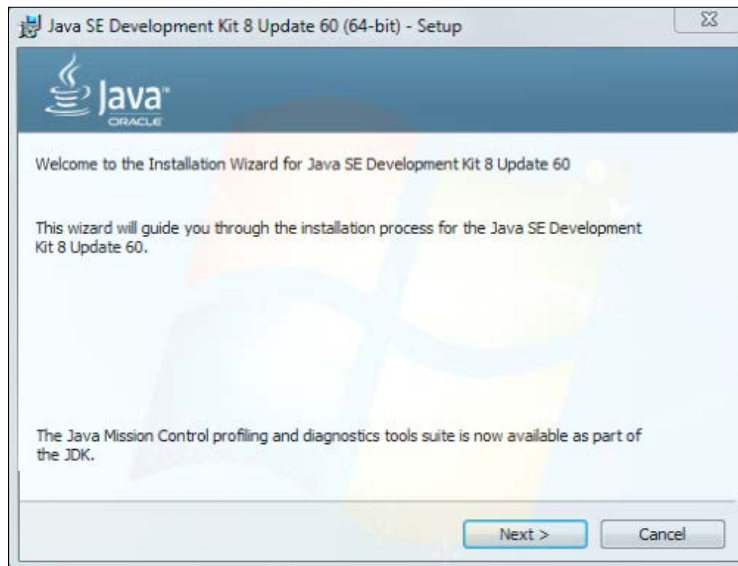 Java SE Development Kit 8 Update 60 (64-bit) - Setup
Java™
ORACLE
Welcome to the Installation Wizard for Java SE Development Kit 8 Update 60
This wizard will guide you through the installation process for the Java SE Development
Kit 8 Update 60.
The Java Mission Control profiling and diagnostics tools suite is now available as part of
the JDK.
Next >
Cancel